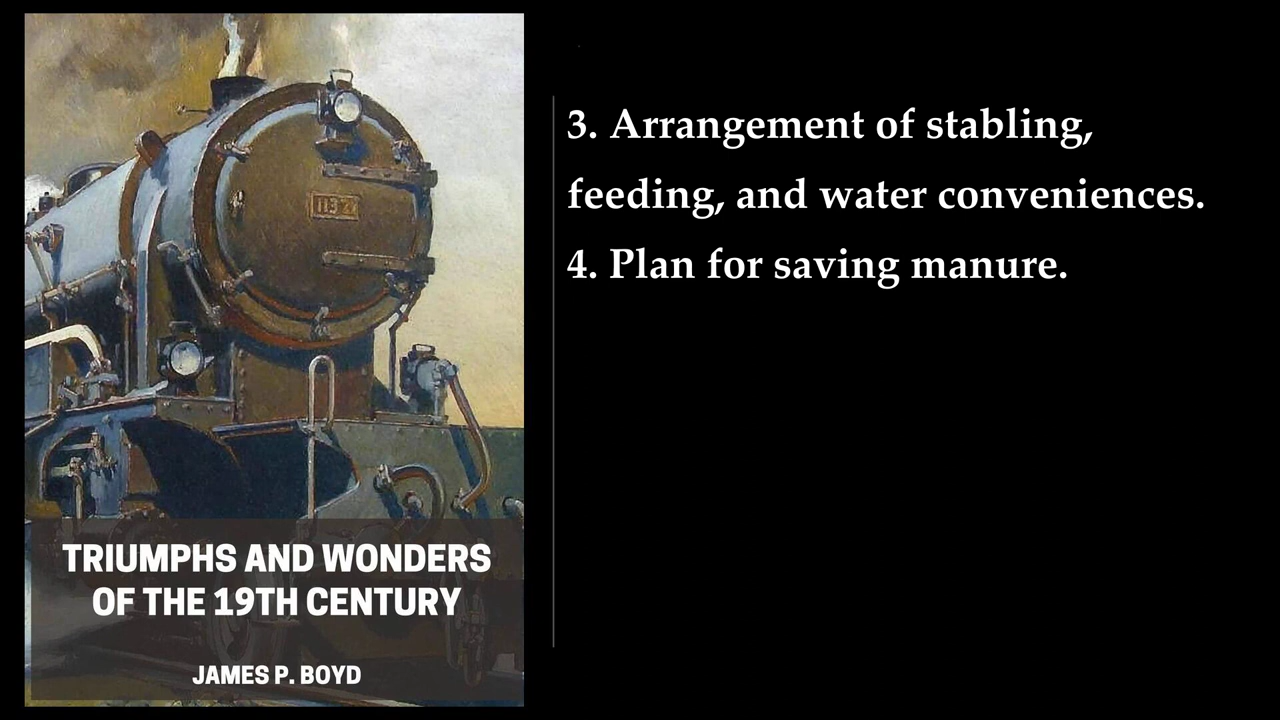 3. Arrangement of stabling,
feeding, and water conveniences.
4. Plan for saving manure.
TRIUMPHS AND WONDERS
OF THE 19TH CENTURY
JAMES P. BOYD